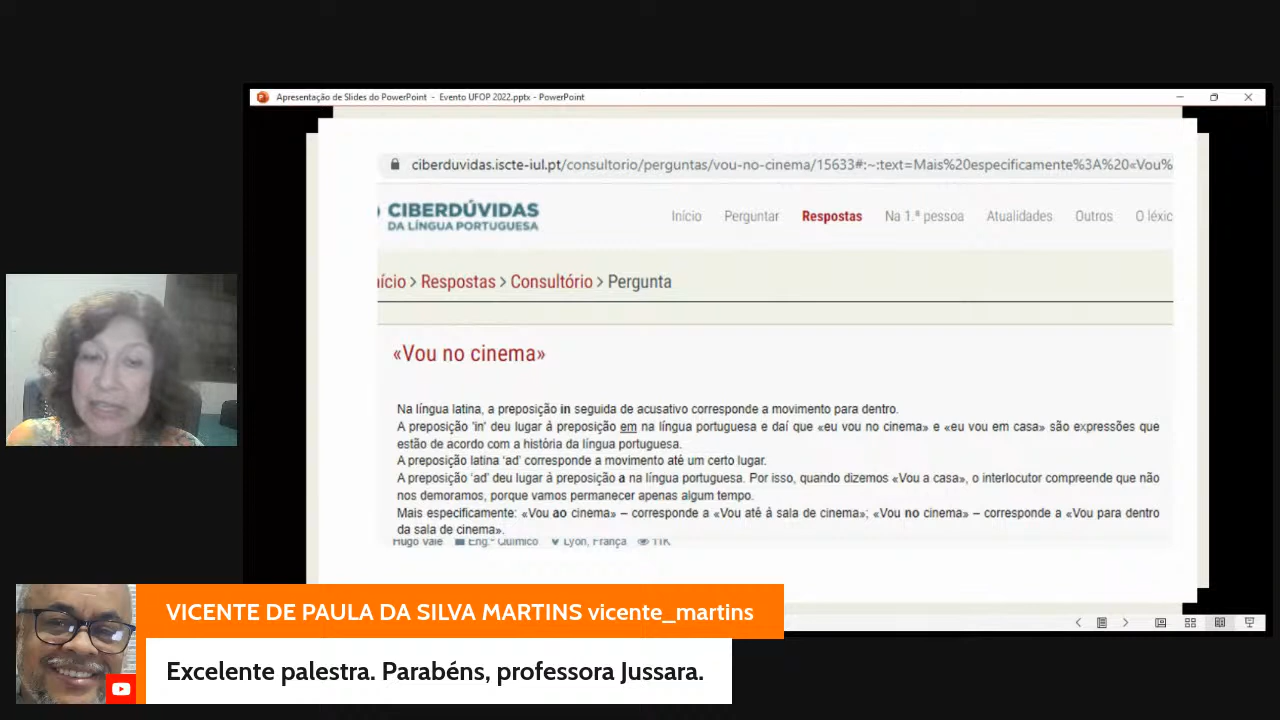 Apresentação de Slides do PowerPoint - Evento UFOP 2022.pptx - PowerPoint
ciberduvidas.iscte-iul.pt/consultorio/perguntas/vou-no-cinema/15633#:~:text=Mais%20especificamente%3A%20«Vou%
CIBERDÚVIDAS
DA LÍNGUA PORTUGUESA
Início Perguntar Respostas Na 1.ª pessoa Atualidades Outros O léxic
ício > Respostas > Consultório > Pergunta
«Vou no cinema»
Na língua latina, a preposição in seguida de acusativo corresponde a movimento para dentro.
A preposição 'in' deu lugar à preposição em na língua portuguesa e daí que «eu vou no cinema» e «eu vou em casa» são expressões que
estão de acordo com a história da língua portuguesa.
A preposição latina 'ad' corresponde a movimento até um certo lugar.
A preposição 'ad' deu lugar à preposição a na língua portuguesa. Por isso, quando dizemos «Vou a casa», o interlocutor compreende que não
nos demoramos, porque vamos permanecer apenas algum tempo.
Mais especificamente: «Vou ao cinema» – corresponde a «Vou até à sala de cinema»; «Vou no cinema» – corresponde a «Vou para dentro
da sala de cinema».
Hugo Vale Eng.º Químico Lyon, França 11K
VICENTE DE PAULA DA SILVA MARTINS vicente_martins
Excelente palestra. Parabéns, professora Jussara.